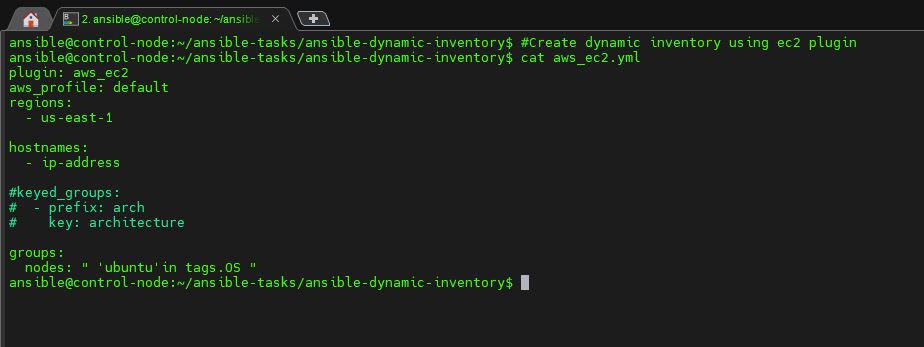 2. ansible@control-node: ~/ansible
ansible@control-node:~/ansible-tasks/ansible-dynamic-inventory$ #Create dynamic inventory using ec2 plugin
ansible@control-node:~/ansible-tasks/ansible-dynamic-inventory$ cat aws_ec2.yml
plugin: aws_ec2
aws_profile: default
regions:
  - us-east-1
hostnames:
  - ip-address
#keyed_groups:
#  - prefix: arch
#    key: architecture
groups:
  nodes: " 'ubuntu'in tags.OS "
ansible@control-node:~/ansible-tasks/ansible-dynamic-inventory$